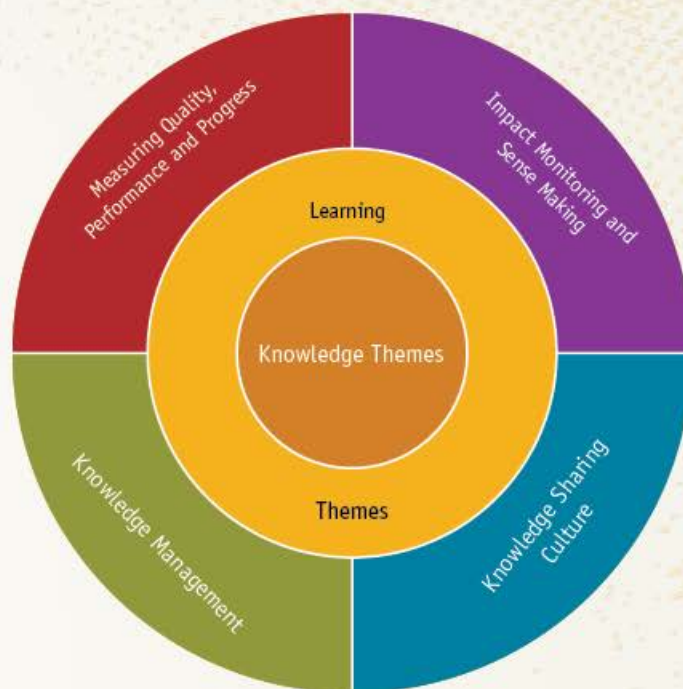 Measuring Quality,
Performance and Progress
Impact Monitoring and
Sense Making
Learning
Knowledge Themes
Themes
Knowledge Management
Knowledge Sharing
Culture